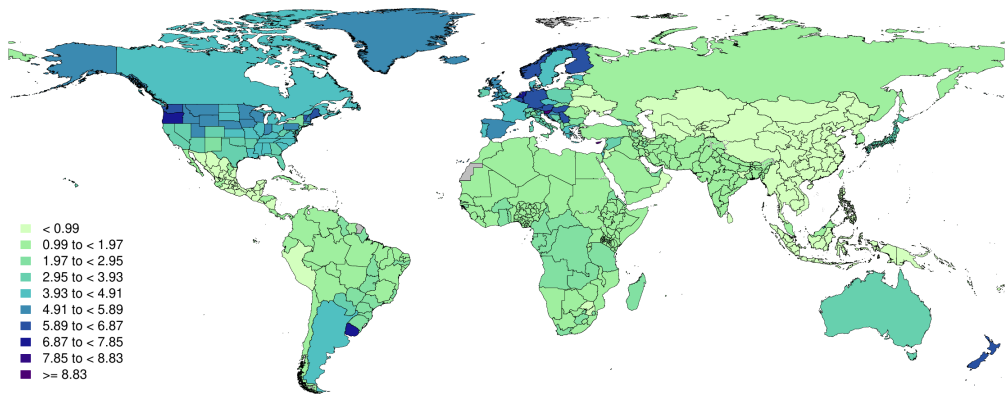 < 0.99
0.99 to < 1.97
1.97 to < 2.95
2.95 to < 3.93
3.93 to < 4.91
4.91 to < 5.89
5.89 to < 6.87
6.87 to < 7.85
7.85 to < 8.83
>= 8.83